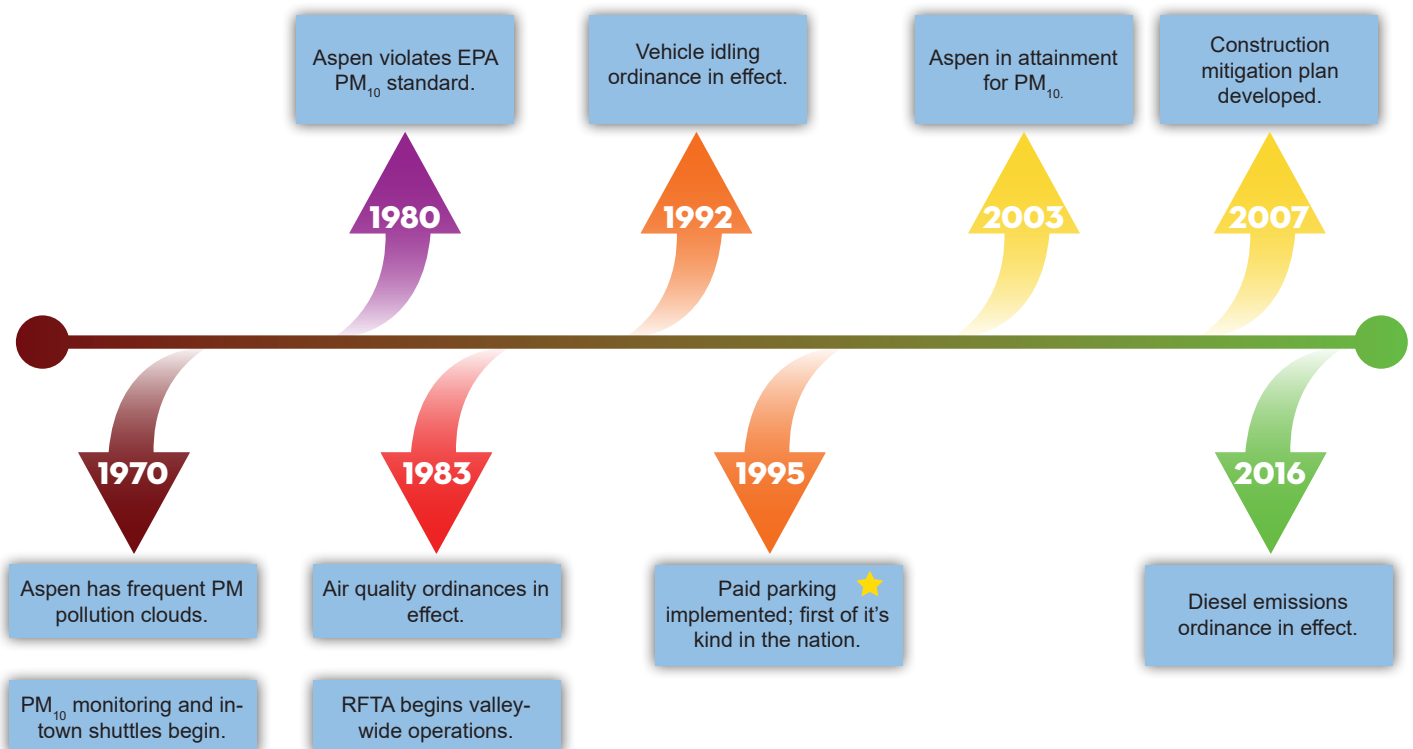 Aspen violates EPA
PM₁₀ standard.
Vehicle idling
ordinance in effect.
Aspen in attainment
for PM₁₀.
Construction
mitigation plan
developed.
1980
1992
2003
2007
1970
1983
1995
2016
Aspen has frequent PM
pollution clouds.
Air quality ordinances in
effect.
Paid parking
implemented; first of it's
kind in the nation.
Diesel emissions
ordinance in effect.
PM₁₀ monitoring and in-
town shuttles begin.
RFTA begins valley-
wide operations.